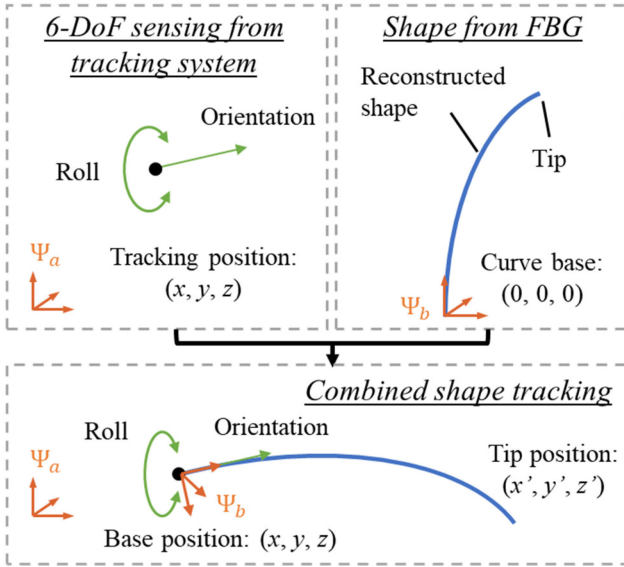 6-DoF sensing from
tracking system
Orientation
Roll
Ψa
Tracking position:
(x, y, z)
Shape from FBG
Reconstructed
shape
Tip
Curve base:
(0, 0, 0)
Ψb
Combined shape tracking
Roll
Orientation
Ψa
Ψb
Tip position:
(x’, y’, z’)
Base position: (x, y, z)